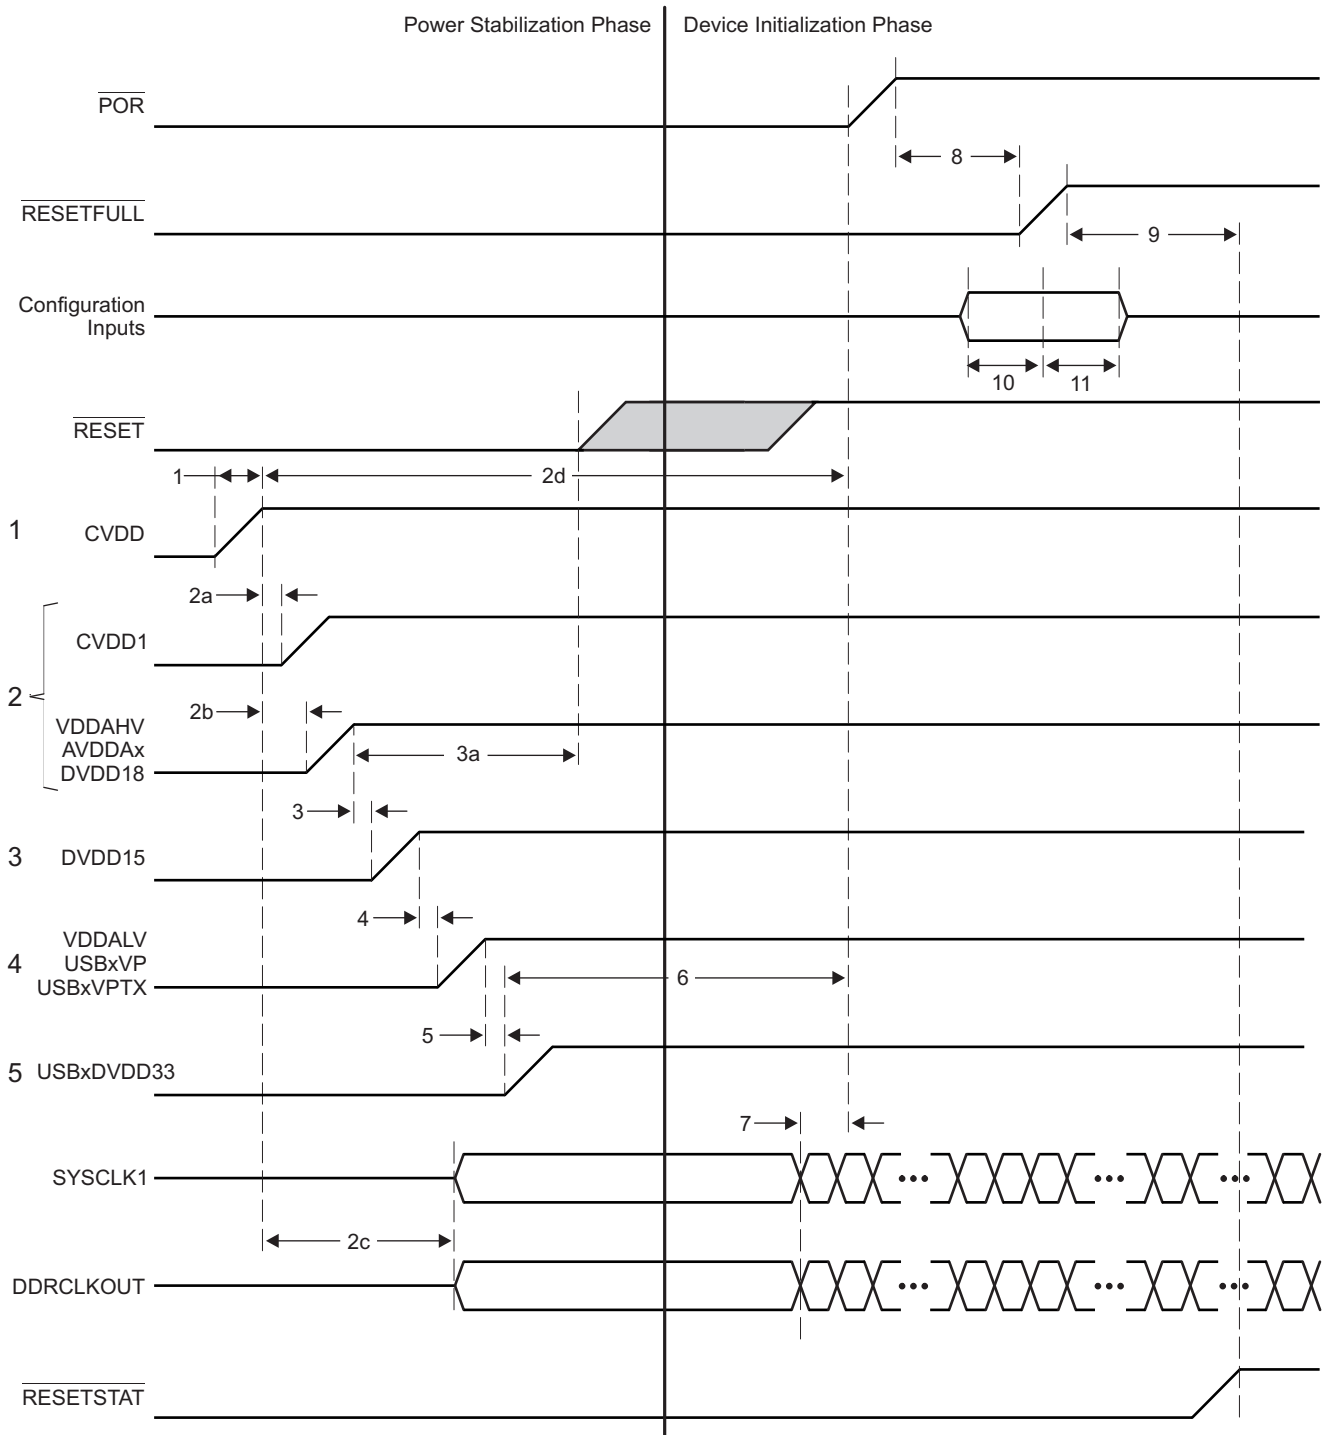 Power Stabilization Phase
Device Initialization Phase
POR
8
RESETFULL
9
Configuration
Inputs
10
11
RESET
1
2d
1
CVDD
2a
CVDD1
2
2b
VDDAHV
AVDDAx
DVDD18
3a
3
3
DVDD15
4
VDDALV
4
USBxVP
USBxVPTX
6
5
5
USBxDVDD33
7
SYSCLK1
2c
DDRCLKOUT
RESETSTAT